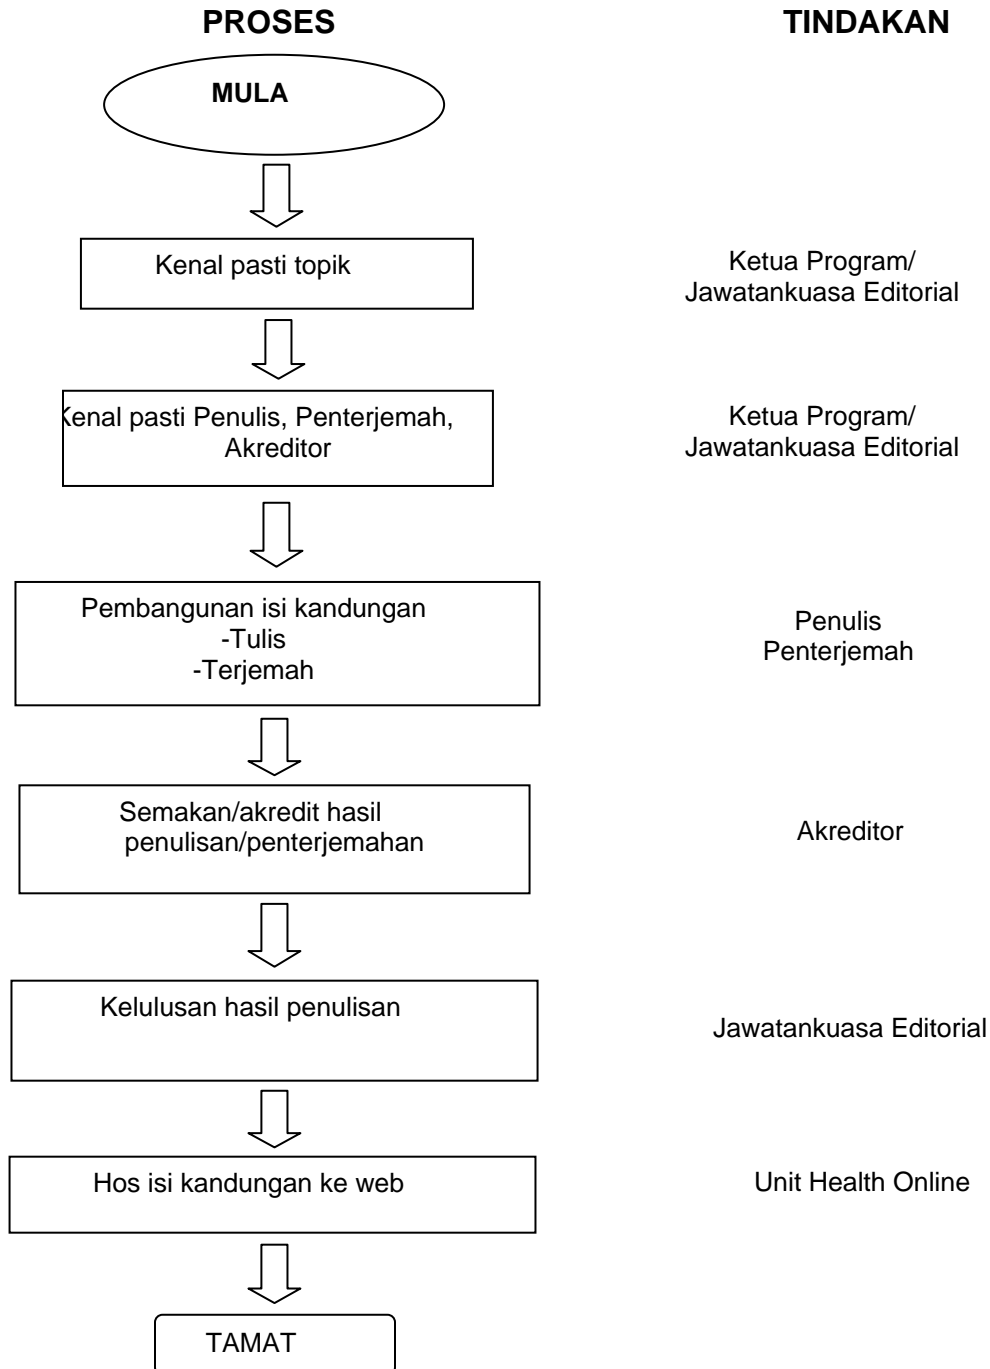 PROSES TINDAKAN
MULA
Kenal pasti topik
Ketua Program/
Jawatankuasa Editorial
Kenal pasti Penulis, Penterjemah,
Akreditor
Ketua Program/
Jawatankuasa Editorial
Pembangunan isi kandungan
-Tulis
-Terjemah
Penulis
Penterjemah
Semakan/akredit hasil
penulisan/penterjemahan
Akreditor
Kelulusan hasil penulisan
Jawatankuasa Editorial
Hos isi kandungan ke web
Unit Health Online
TAMAT